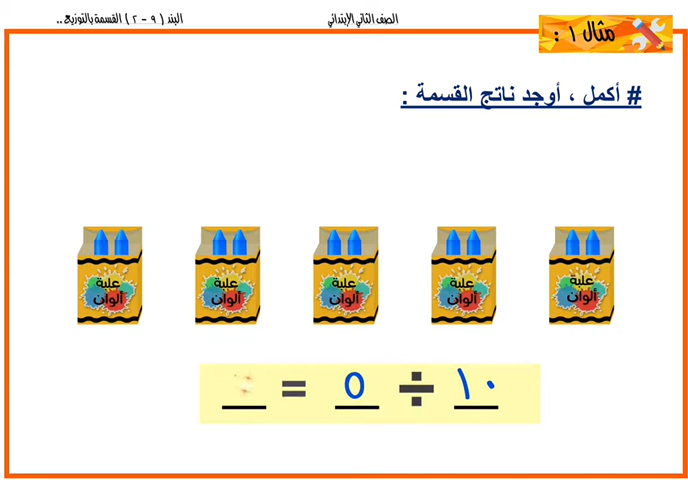 البند ( ٩ - ٢ ) القسمة بالتوزيع ..
الصف الثاني الإبتدائي
مثال ١ :
# أكمل ، أوجد ناتج القسمة :
علبة ألوان
علبة ألوان
علبة ألوان
علبة ألوان
علبة ألوان
١٠ ÷ ٥ =